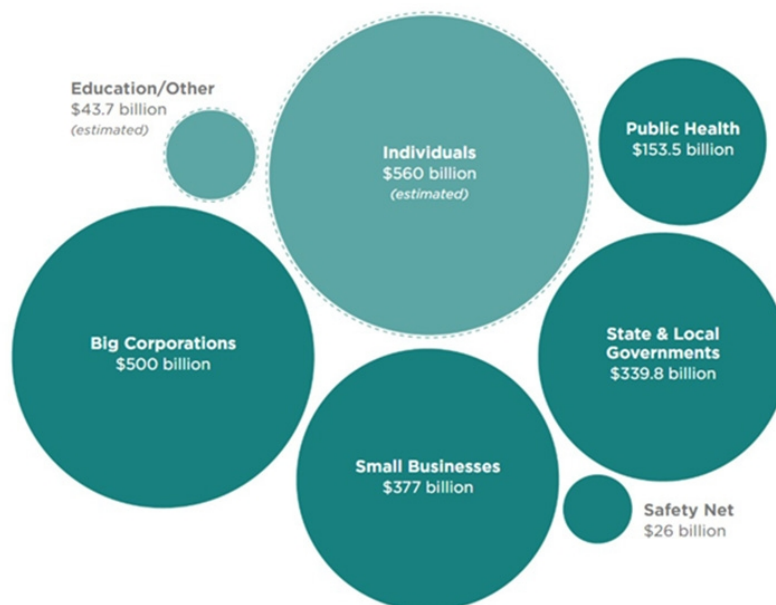 Education/Other
$43.7 billion
(estimated)
Individuals
$560 billion
(estimated)
Public Health
$153.5 billion
Big Corporations
$500 billion
State & Local
Governments
$339.8 billion
Small Businesses
$377 billion
Safety Net
$26 billion